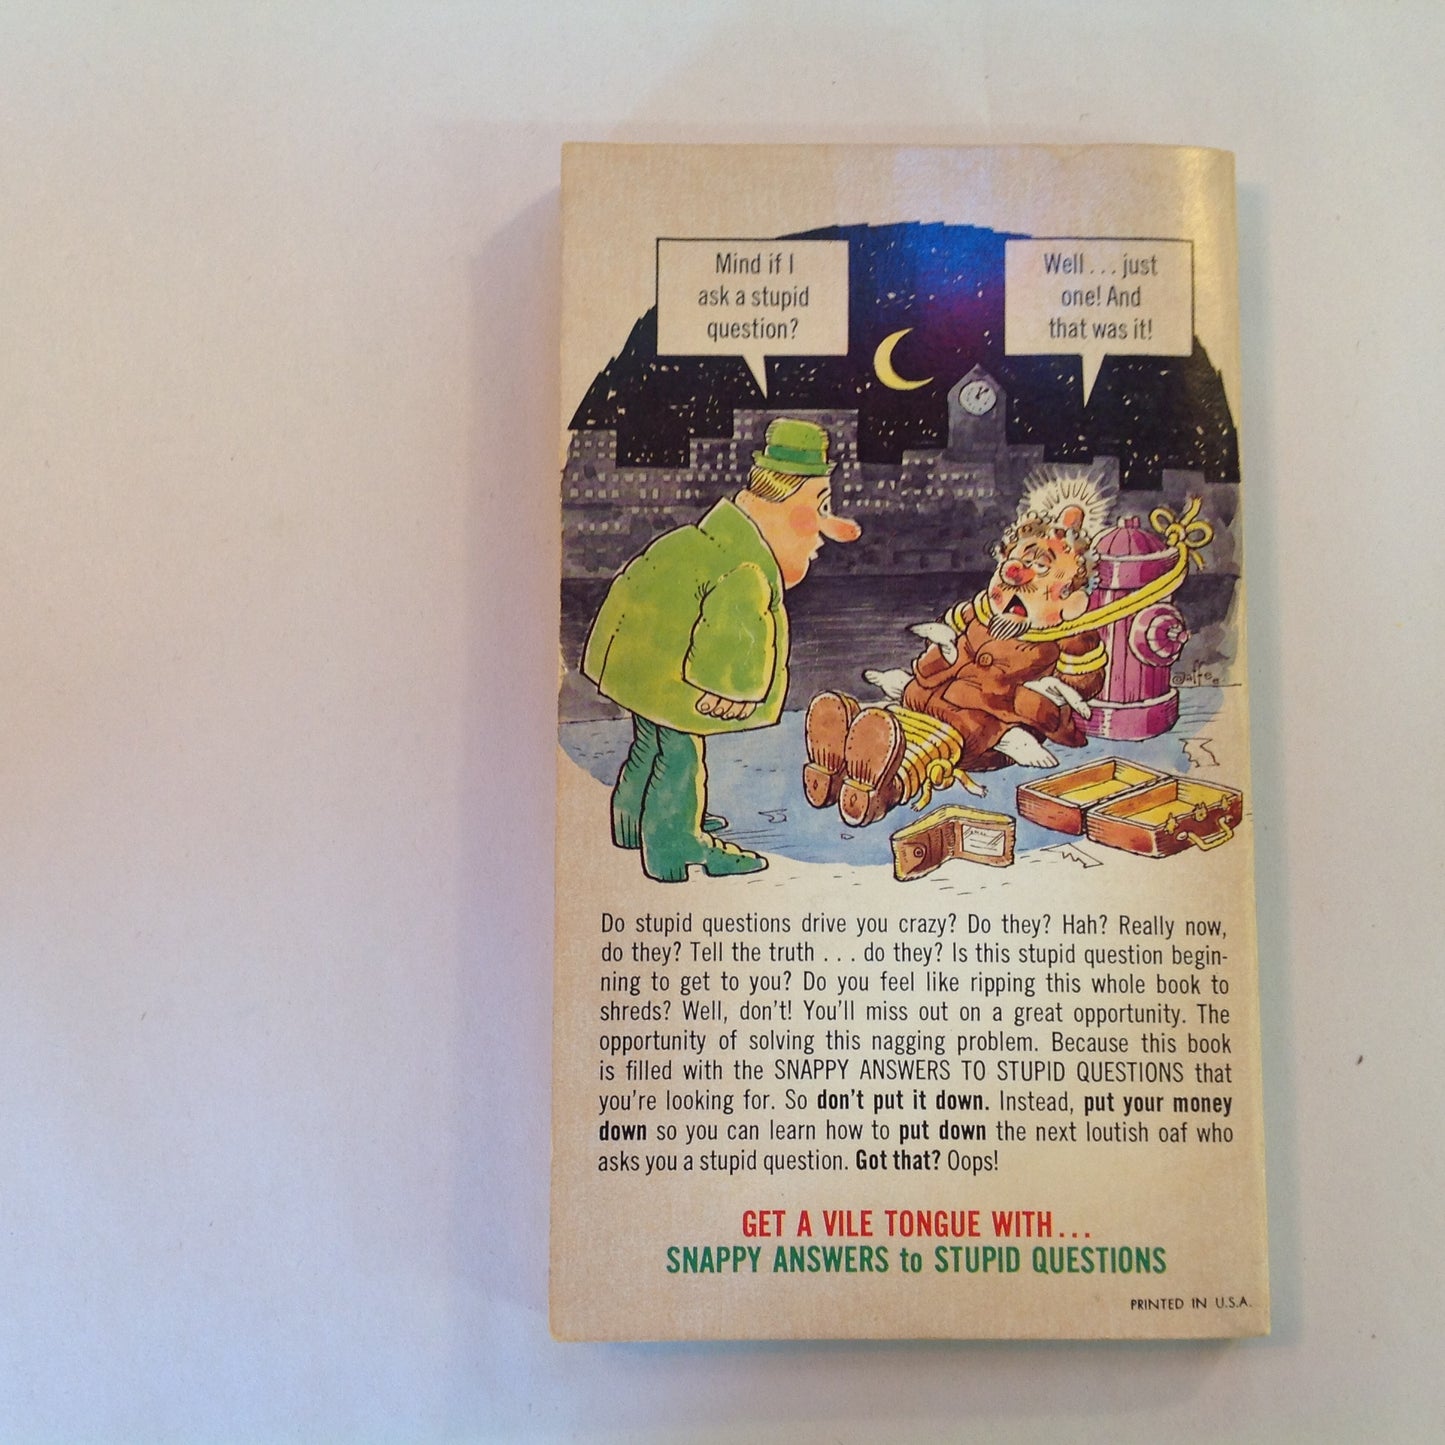 Mind if I
ask a stupid
question?
Well... just
one! And
that was it!
Jaffee
Do stupid questions drive you crazy? Do they? Hah? Really now,
do they? Tell the truth . . . do they? Is this stupid question begin-
ning to get to you? Do you feel like ripping this whole book to
shreds? Well, don't! You'll miss out on a great opportunity. The
opportunity of solving this nagging problem. Because this book
is filled with the SNAPPY ANSWERS TO STUPID QUESTIONS that
you're looking for. So don't put it down. Instead, put your money
down so you can learn how to put down the next loutish oaf who
asks you a stupid question. Got that? Oops!
GET A VILE TONGUE WITH...
SNAPPY ANSWERS to STUPID QUESTIONS
PRINTED IN U.S.A.